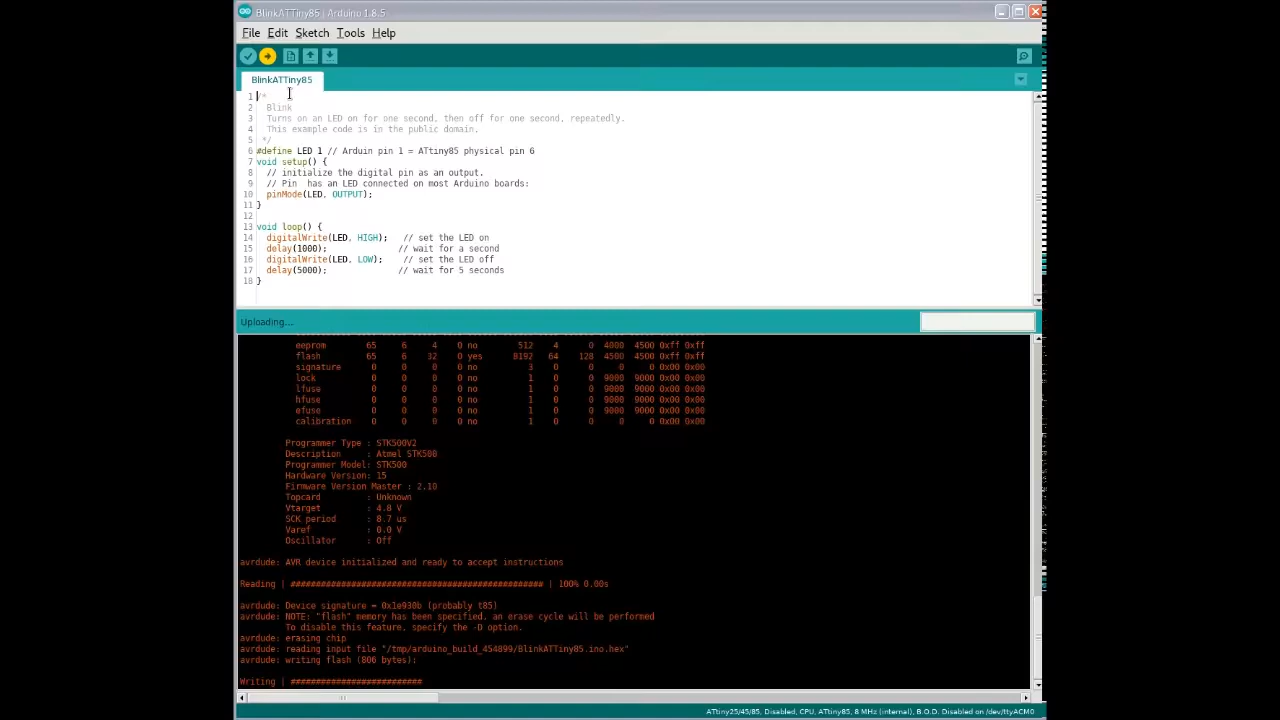 BlinkATTiny85 | Arduino 1.8.5
File Edit Sketch Tools Help
BlinkATTiny85
1 /*
2 Blink
3 Turns on an LED on for one second, then off for one second, repeatedly.
4 This example code is in the public domain.
5 */
6 #define LED 1 // Arduin pin 1 = ATtiny85 physical pin 6
7 void setup() {
8 // initialize the digital pin as an output.
9 // Pin has an LED connected on most Arduino boards:
10 pinMode(LED, OUTPUT);
11 }
12
13 void loop() {
14 digitalWrite(LED, HIGH); // set the LED on
15 delay(1000); // wait for a second
16 digitalWrite(LED, LOW); // set the LED off
17 delay(5000); // wait for 5 seconds
18 }
Uploading...
eeprom 65 6 4 0 no 512 4 0 4000 4500 0xff 0xff
flash 65 6 32 0 yes 8192 64 128 4500 4500 0xff 0xff
signature 0 0 0 0 no 3 0 0 0 0 0x00 0x00
lock 0 0 0 0 no 1 0 0 9000 9000 0x00 0x00
lfuse 0 0 0 0 no 1 0 0 9000 9000 0x00 0x00
hfuse 0 0 0 0 no 1 0 0 9000 9000 0x00 0x00
efuse 0 0 0 0 no 1 0 0 9000 9000 0x00 0x00
calibration 0 0 0 0 no 1 0 0 0 0 0x00 0x00
Programmer Type : STK500V2
Description : Atmel STK500
Programmer Model: STK500
Hardware Version: 15
Firmware Version Master : 2.10
Topcard : Unknown
Vtarget : 4.8 V
SCK period : 8.7 us
Varef : 0.0 V
Oscillator : Off
avrdude: AVR device initialized and ready to accept instructions
Reading | ################################################## | 100% 0.00s
avrdude: Device signature = 0x1e930b (probably t85)
avrdude: NOTE: "flash" memory has been specified, an erase cycle will be performed
To disable this feature, specify the -D option.
avrdude: erasing chip
avrdude: reading input file "/tmp/arduino_build_454899/BlinkATTiny85.ino.hex"
avrdude: writing flash (806 bytes):
Writing | ##########################
ATtiny25/45/85, Disabled, CPU, ATtiny85, 8 MHz (internal), B.O.D. Disabled on /dev/ttyACM0